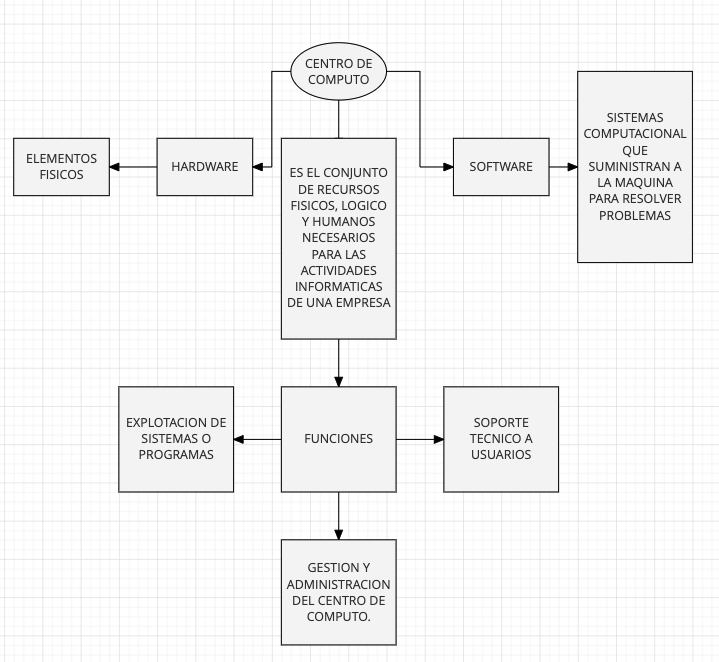 CENTRO DE
COMPUTO
ELEMENTOS
FISICOS
HARDWARE
ES EL CONJUNTO
DE RECURSOS
FISICOS, LOGICO
Y HUMANOS
NECESARIOS
PARA LAS
ACTIVIDADES
INFORMATICAS
DE UNA EMPRESA
SOFTWARE
SISTEMAS
COMPUTACIONAL
QUE
SUMINISTRAN A
LA MAQUINA
PARA RESOLVER
PROBLEMAS
EXPLOTACION DE
SISTEMAS O
PROGRAMAS
FUNCIONES
SOPORTE
TECNICO A
USUARIOS
GESTION Y
ADMINISTRACION
DEL CENTRO DE
COMPUTO.